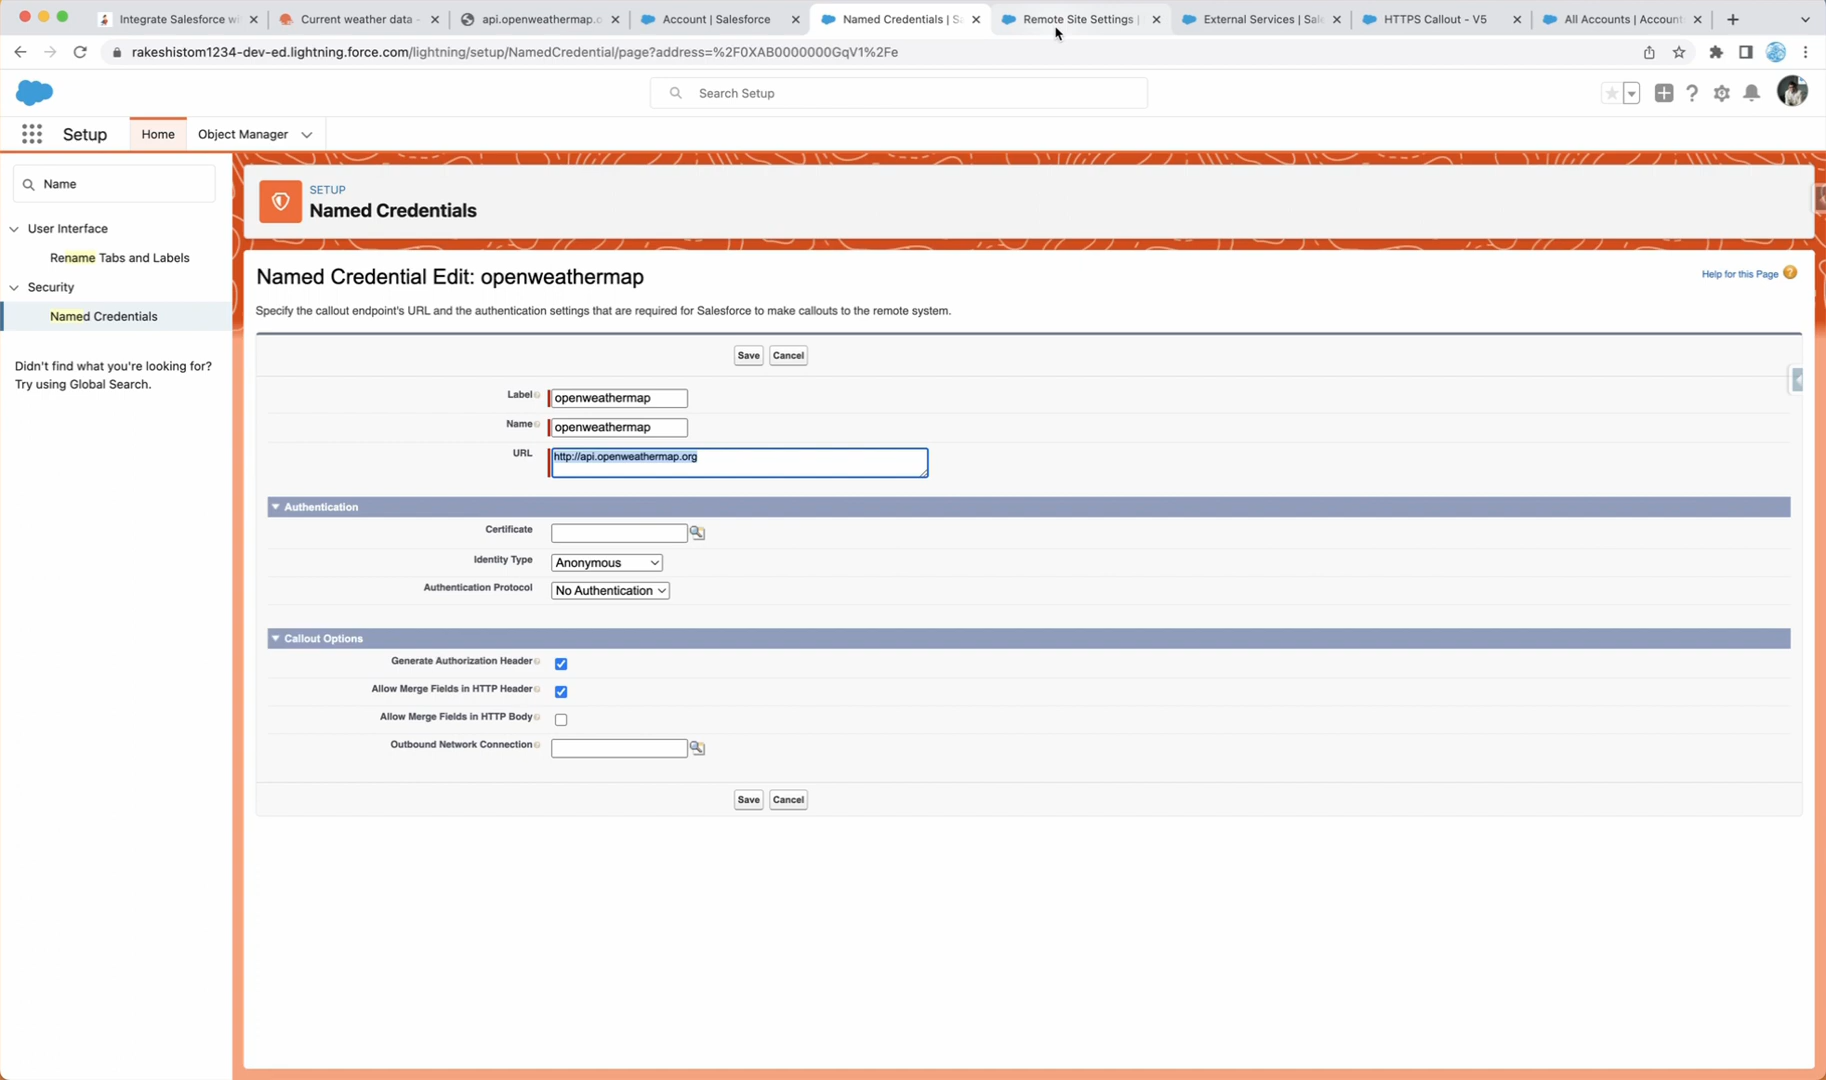 Integrate Salesforce wi
Current weather data -
api.openweathermap.o
Account | Salesforce
Named Credentials | S
Remote Site Settings |
External Services | Sal
HTTPS Callout - V5
All Accounts | Account
rakeshistom1234-dev-ed.lightning.force.com/lightning/setup/NamedCredential/page?address=%2F0XAB0000000GqV1%2Fe
Search Setup
Setup
Home
Object Manager
Name
User Interface
Rename Tabs and Labels
Security
Named Credentials
Didn't find what you're looking for?
Try using Global Search.
SETUP
Named Credentials
Named Credential Edit: openweathermap
Help for this Page
Specify the callout endpoint's URL and the authentication settings that are required for Salesforce to make callouts to the remote system.
Save Cancel
Label openweathermap
Name openweathermap
URL http://api.openweathermap.org
Authentication
Certificate
Identity Type Anonymous
Authentication Protocol No Authentication
Callout Options
Generate Authorization Header
Allow Merge Fields in HTTP Header
Allow Merge Fields in HTTP Body
Outbound Network Connection
Save Cancel